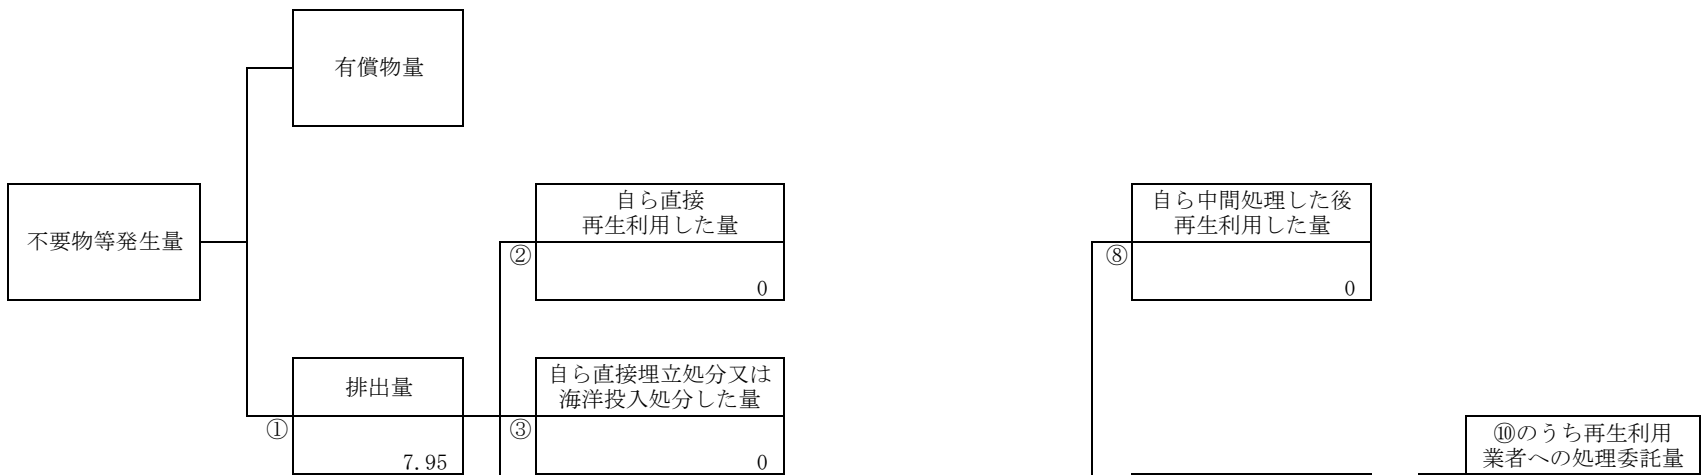 有償物量
不要物等発生量
自ら直接
再生利用した量
②
0
自ら中間処理した後
再生利用した量
⑧
0
排出量
①
7.95
自ら直接埋立処分又は
海洋投入処分した量
③
0
⑩のうち再生利用
業者への処理委託量